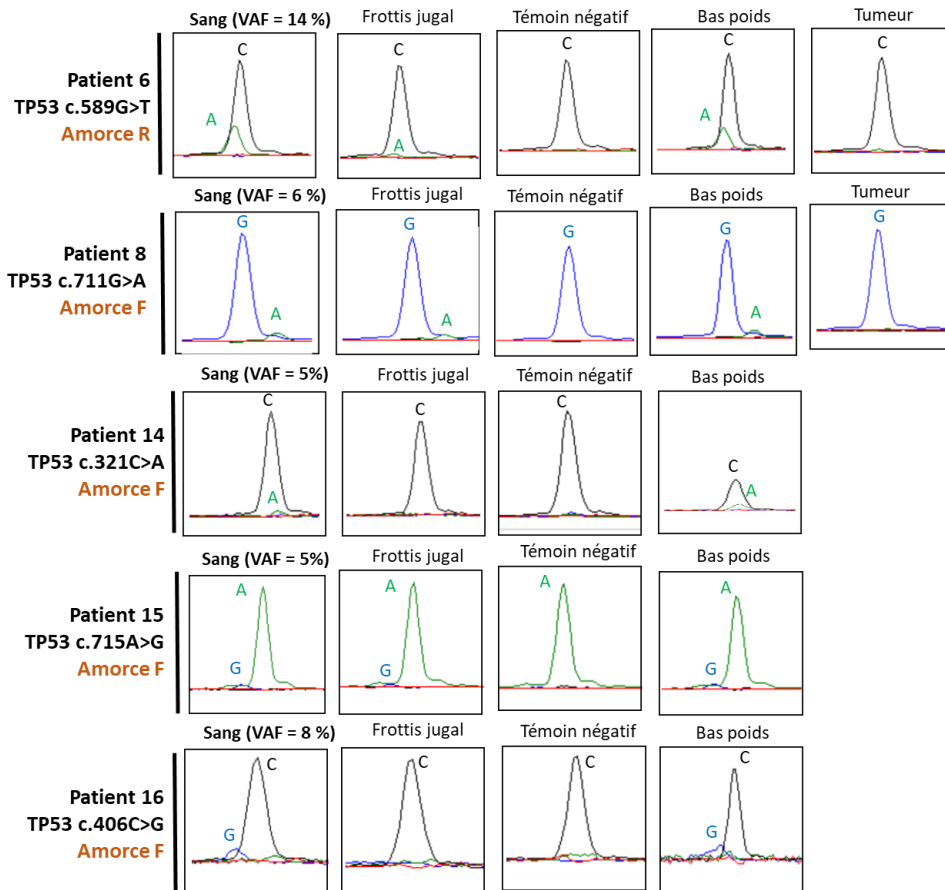 Sang (VAF = 14 %) Frottis jugal Témoin négatif Bas poids Tumeur
C C C C C
Patient 6
TP53 c.589G>T
Amorce R
A A A
Sang (VAF = 6 %) Frottis jugal Témoin négatif Bas poids Tumeur
G G G G G
Patient 8
TP53 c.711G>A
Amorce F
A A A
Sang (VAF = 5%) Frottis jugal Témoin négatif Bas poids
C C C C
Patient 14
TP53 c.321C>A
Amorce F
A A
Sang (VAF = 5%) Frottis jugal Témoin négatif Bas poids
A A A A
Patient 15
TP53 c.715A>G
Amorce F
G G G
Sang (VAF = 8 %) Frottis jugal Témoin négatif Bas poids
C C C C
Patient 16
TP53 c.406C>G
Amorce F
G G